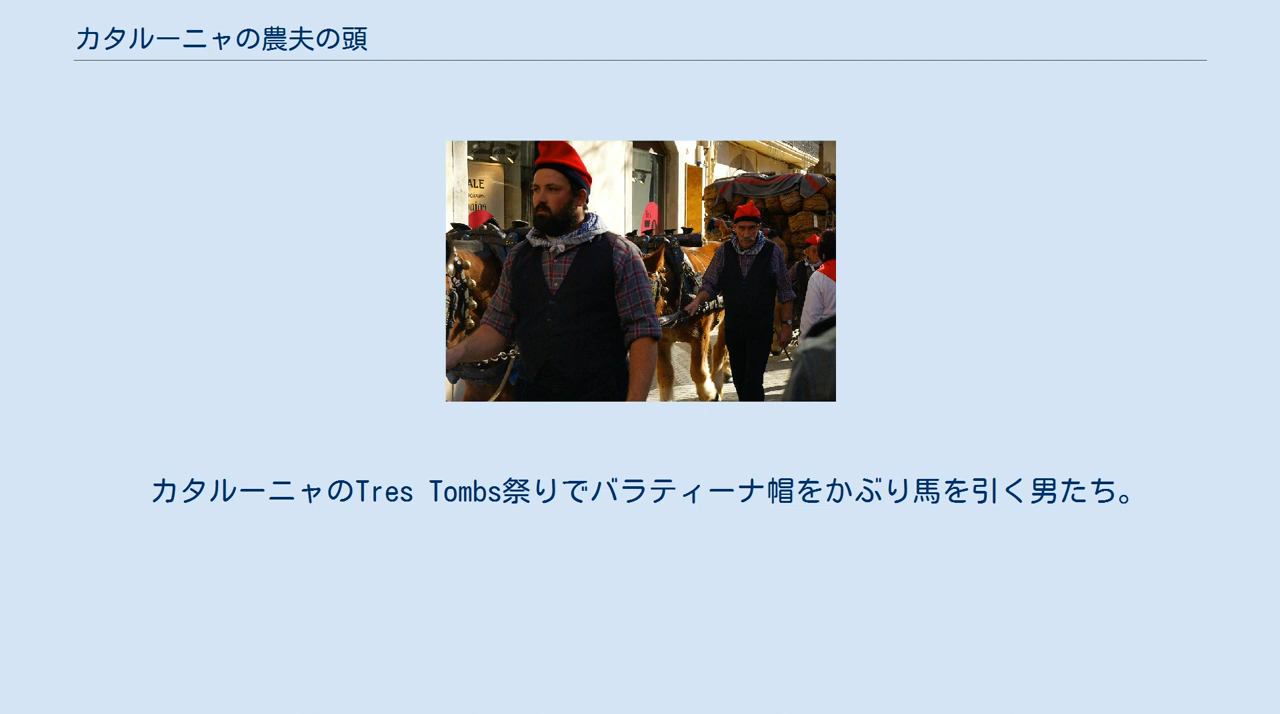 カタルーニャの農夫の頭
ALE
カタルーニャのTres Tombs祭りでバラティーナ帽をかぶり馬を引く男たち。